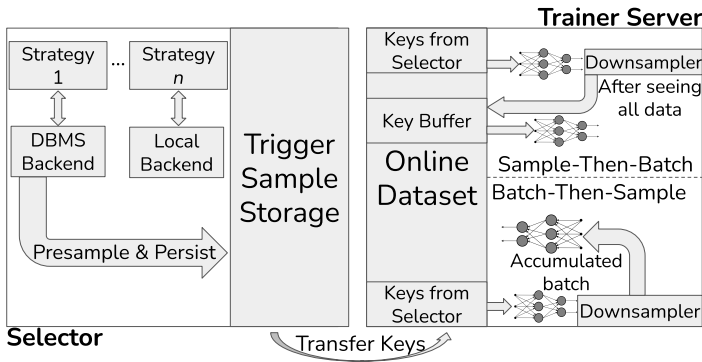 Trainer Server
Strategy
1
...
Strategy
n
DBMS
Backend
Local
Backend
Presample & Persist
Trigger
Sample
Storage
Selector
Keys from
Selector
Downsampler
After seeing
all data
Key Buffer
Online
Dataset
Sample-Then-Batch
Batch-Then-Sample
Accumulated
batch
Keys from
Selector
Downsampler
Transfer Keys